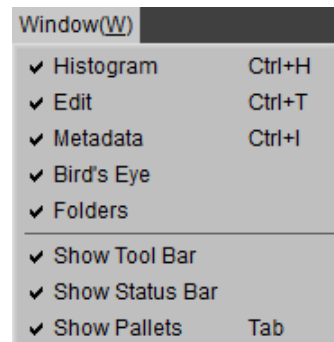 Window(W)
Histogram Ctrl+H
Edit Ctrl+T
Metadata Ctrl+I
Bird's Eye
Folders
Show Tool Bar
Show Status Bar
Show Pallets Tab